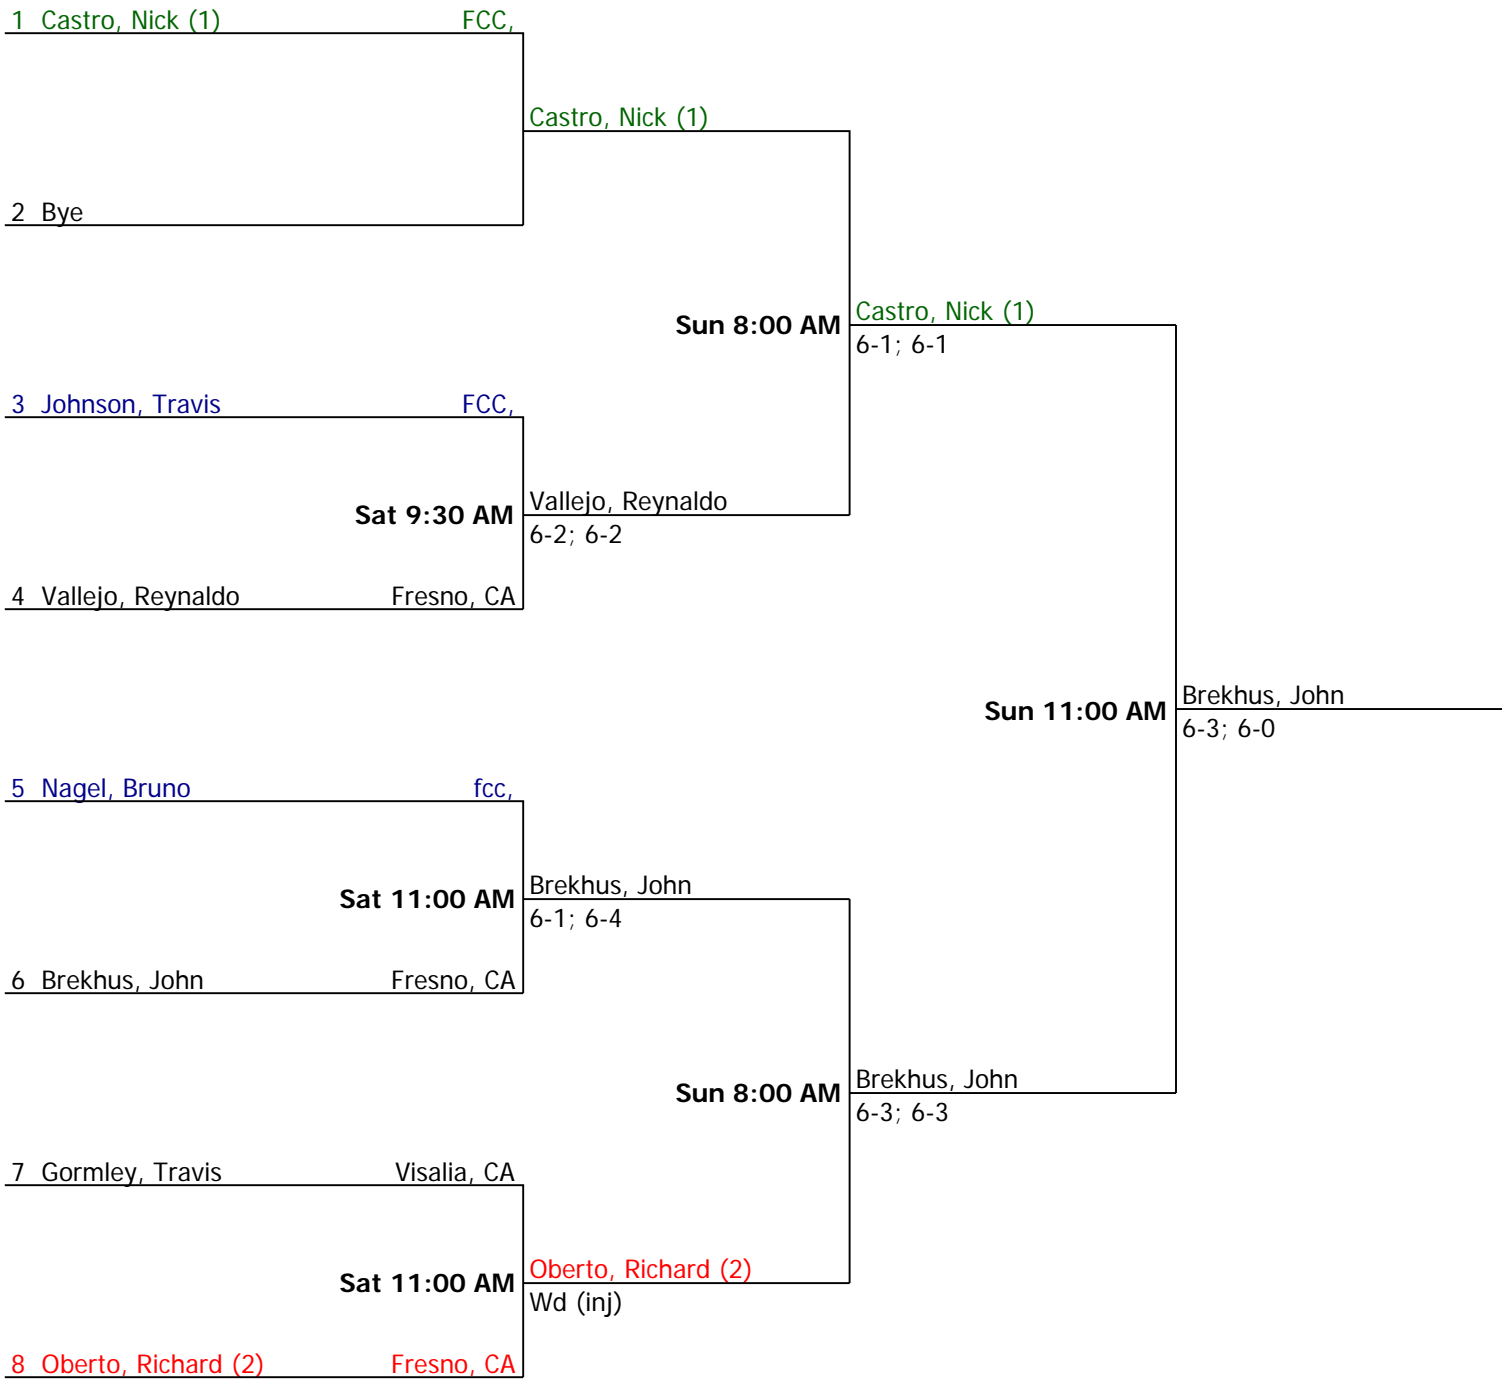 1 Castro, Nick (1) FCC,
Castro, Nick (1)
2 Bye
Castro, Nick (1)
Sun 8:00 AM
6-1; 6-1
3 Johnson, Travis FCC,
Vallejo, Reynaldo
Sat 9:30 AM
6-2; 6-2
4 Vallejo, Reynaldo Fresno, CA
Brekhus, John
Sun 11:00 AM
6-3; 6-0
5 Nagel, Bruno fcc,
Brekhus, John
Sat 11:00 AM
6-1; 6-4
6 Brekhus, John Fresno, CA
Brekhus, John
Sun 8:00 AM
6-3; 6-3
7 Gormley, Travis Visalia, CA
Oberto, Richard (2)
Sat 11:00 AM
Wd (inj)
8 Oberto, Richard (2) Fresno, CA